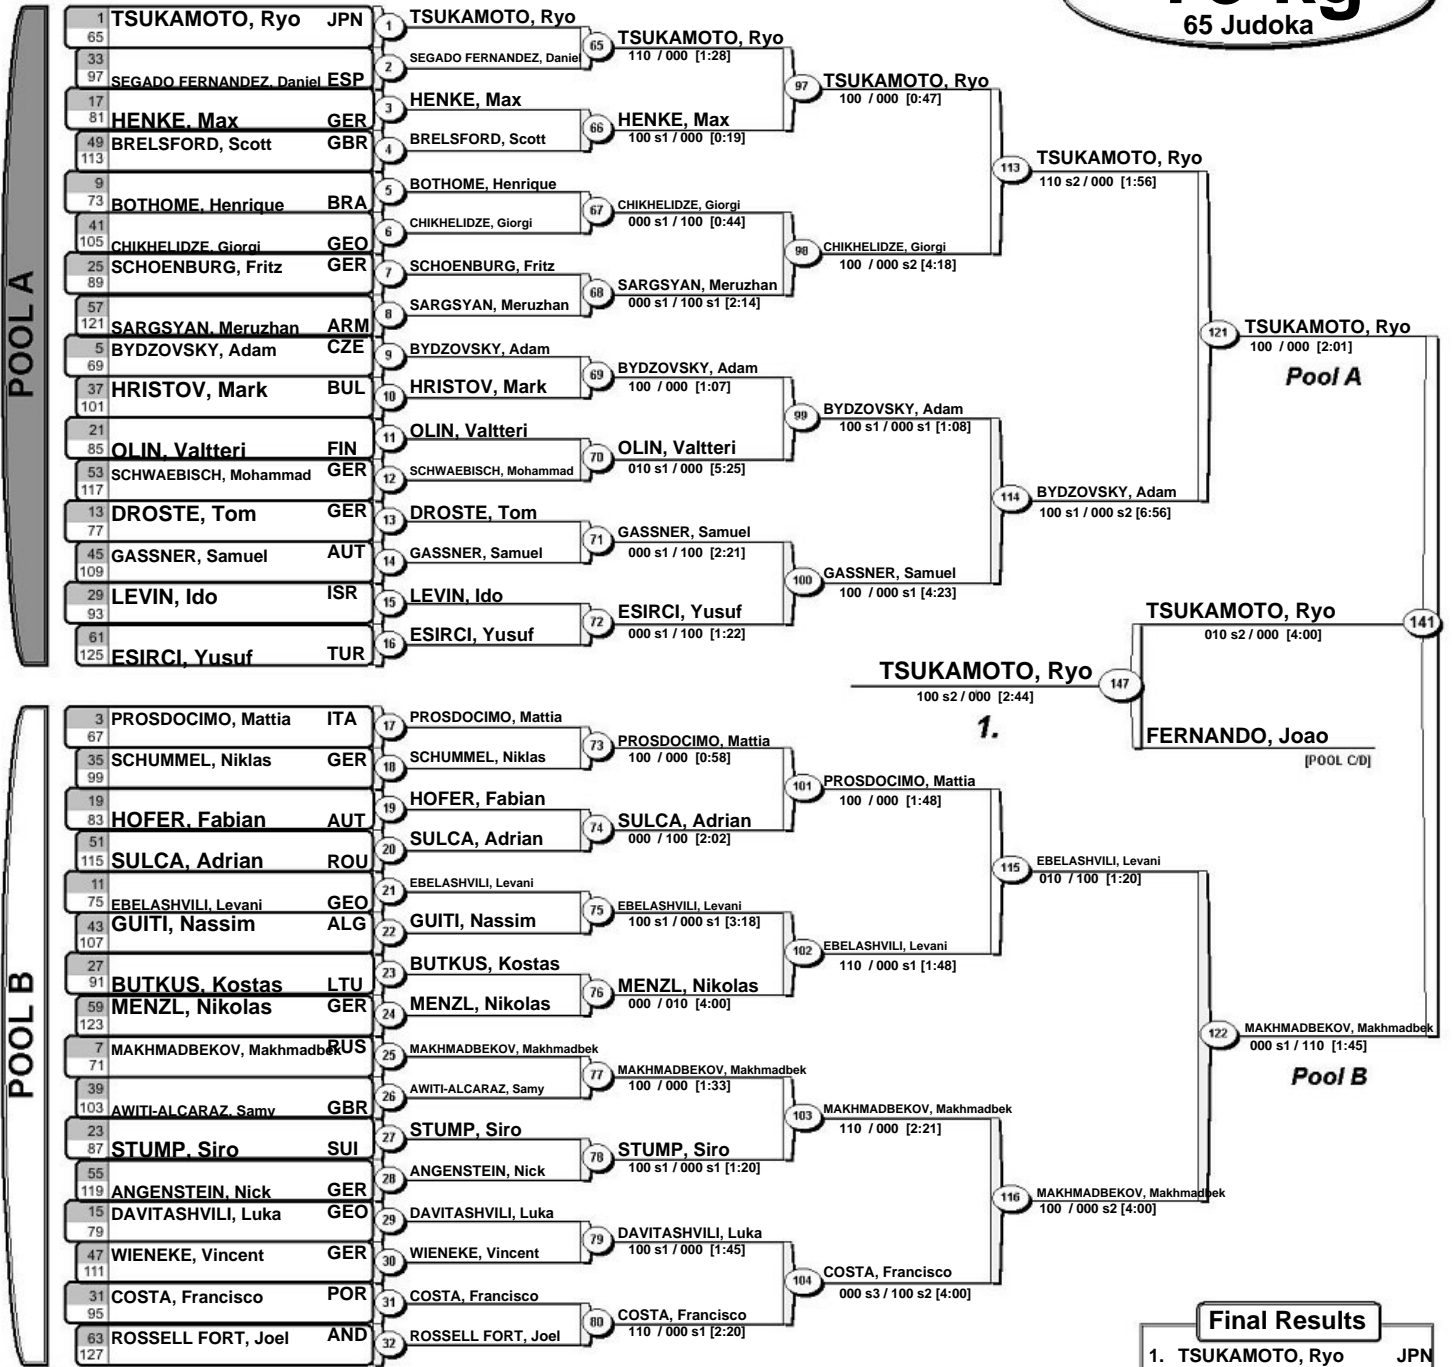 65 Judoka
POOL A
1 TSUKAMOTO, Ryo JPN
65
33
97 SEGADO FERNANDEZ, Daniel ESP
17
81 HENKE, Max GER
49 BRELSFORD, Scott GBR
113
9
73 BOTHOME, Henrique BRA
41
105 CHIKHELIDZE, Giorgi GEO
25 SCHOENBURG, Fritz GER
89
57
121 SARGSYAN, Meruzhan ARM
5 BYDZOVSKY, Adam CZE
69
37 HRISTOV, Mark BUL
101
21
85 OLIN, Valtteri FIN
53 SCHWAEBISCH, Mohammad GER
117
13 DROSTE, Tom GER
77
45 GASSNER, Samuel AUT
109
29 LEVIN, Ido ISR
93
61
125 ESIRCI, Yusuf TUR
1 TSUKAMOTO, Ryo
2 SEGADO FERNANDEZ, Daniel
3 HENKE, Max
4 BRELSFORD, Scott
5 BOTHOME, Henrique
6 CHIKHELIDZE, Giorgi
7 SCHOENBURG, Fritz
8 SARGSYAN, Meruzhan
9 BYDZOVSKY, Adam
10 HRISTOV, Mark
11 OLIN, Valtteri
12 SCHWAEBISCH, Mohammad
13 DROSTE, Tom
14 GASSNER, Samuel
15 LEVIN, Ido
16 ESIRCI, Yusuf
65 TSUKAMOTO, Ryo
110 / 000 [1:28]
66 HENKE, Max
100 s1 / 000 [0:19]
67 CHIKHELIDZE, Giorgi
000 s1 / 100 [0:44]
68 SARGSYAN, Meruzhan
000 s1 / 100 s1 [2:14]
69 BYDZOVSKY, Adam
100 / 000 [1:07]
70 OLIN, Valtteri
010 s1 / 000 [5:25]
71 GASSNER, Samuel
000 s1 / 100 [2:21]
72 ESIRCI, Yusuf
000 s1 / 100 [1:22]
97 TSUKAMOTO, Ryo
100 / 000 [0:47]
98 CHIKHELIDZE, Giorgi
100 / 000 s2 [4:18]
99 BYDZOVSKY, Adam
100 s1 / 000 s1 [1:08]
100 GASSNER, Samuel
100 / 000 s1 [4:23]
113 TSUKAMOTO, Ryo
110 s2 / 000 [1:56]
114 BYDZOVSKY, Adam
100 s1 / 000 s2 [6:56]
121 TSUKAMOTO, Ryo
100 / 000 [2:01]
Pool A
TSUKAMOTO, Ryo 141
010 s2 / 000 [4:00]
TSUKAMOTO, Ryo 147
100 s2 / 000 [2:44]
1.
FERNANDO, Joao
[POOL C/D]
POOL B
3 PROSDOCIMO, Mattia ITA
67
35 SCHUMMEL, Niklas GER
99
19
83 HOFER, Fabian AUT
51
115 SULCA, Adrian ROU
11
75 EBELASHVILI, Levani GEO
43 GUITI, Nassim ALG
107
27
91 BUTKUS, Kostas LTU
59 MENZL, Nikolas GER
123
7 MAKHMADBEKOV, Makhmadbek RUS
71
39
103 AWITI-ALCARAZ, Samy GBR
23
87 STUMP, Siro SUI
55
119 ANGENSTEIN, Nick GER
15 DAVITASHVILI, Luka GEO
79
47 WIENEKE, Vincent GER
111
31 COSTA, Francisco POR
95
63 ROSSELL FORT, Joel AND
127
17 PROSDOCIMO, Mattia
18 SCHUMMEL, Niklas
19 HOFER, Fabian
20 SULCA, Adrian
21 EBELASHVILI, Levani
22 GUITI, Nassim
23 BUTKUS, Kostas
24 MENZL, Nikolas
25 MAKHMADBEKOV, Makhmadbek
26 AWITI-ALCARAZ, Samy
27 STUMP, Siro
28 ANGENSTEIN, Nick
29 DAVITASHVILI, Luka
30 WIENEKE, Vincent
31 COSTA, Francisco
32 ROSSELL FORT, Joel
73 PROSDOCIMO, Mattia
100 / 000 [0:58]
74 SULCA, Adrian
000 / 100 [2:02]
75 EBELASHVILI, Levani
100 s1 / 000 s1 [3:18]
76 MENZL, Nikolas
000 / 010 [4:00]
77 MAKHMADBEKOV, Makhmadbek
100 / 000 [1:33]
78 STUMP, Siro
100 s1 / 000 s1 [1:20]
79 DAVITASHVILI, Luka
100 s1 / 000 [1:45]
80 COSTA, Francisco
110 / 000 s1 [2:20]
101 PROSDOCIMO, Mattia
100 / 000 [1:48]
102 EBELASHVILI, Levani
110 / 000 s1 [1:48]
103 MAKHMADBEKOV, Makhmadbek
110 / 000 [2:21]
104 COSTA, Francisco
000 s3 / 100 s2 [4:00]
115 EBELASHVILI, Levani
010 / 100 [1:20]
116 MAKHMADBEKOV, Makhmadbek
100 / 000 s2 [4:00]
122 MAKHMADBEKOV, Makhmadbek
000 s1 / 110 [1:45]
Pool B
Final Results
1. TSUKAMOTO, Ryo JPN